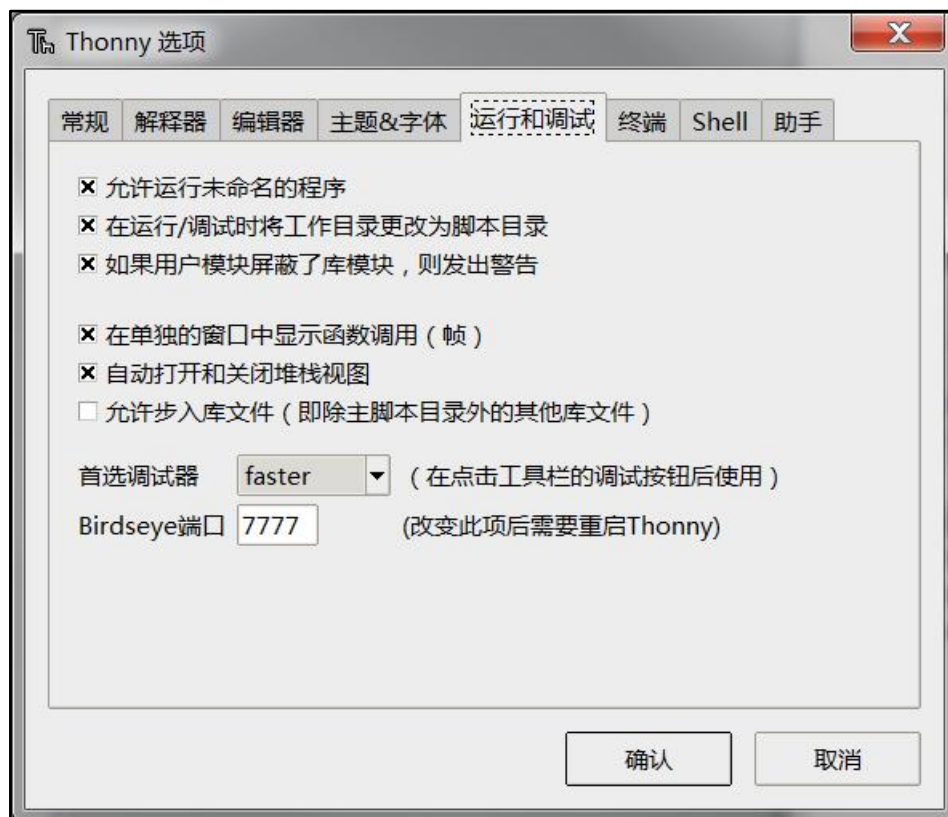 Thonny 选项
常规 解释器 编辑器 主题&字体 运行和调试 终端 Shell 助手
允许运行未命名的程序
在运行/调试时将工作目录更改为脚本目录
如果用户模块屏蔽了库模块，则发出警告
在单独的窗口中显示函数调用（帧）
自动打开和关闭堆栈视图
允许步入库文件（即除主脚本目录外的其他库文件）
首选调试器 faster （在点击工具栏的调试按钮后使用）
Birdseye端口 7777 (改变此项后需要重启Thonny)
确认 取消